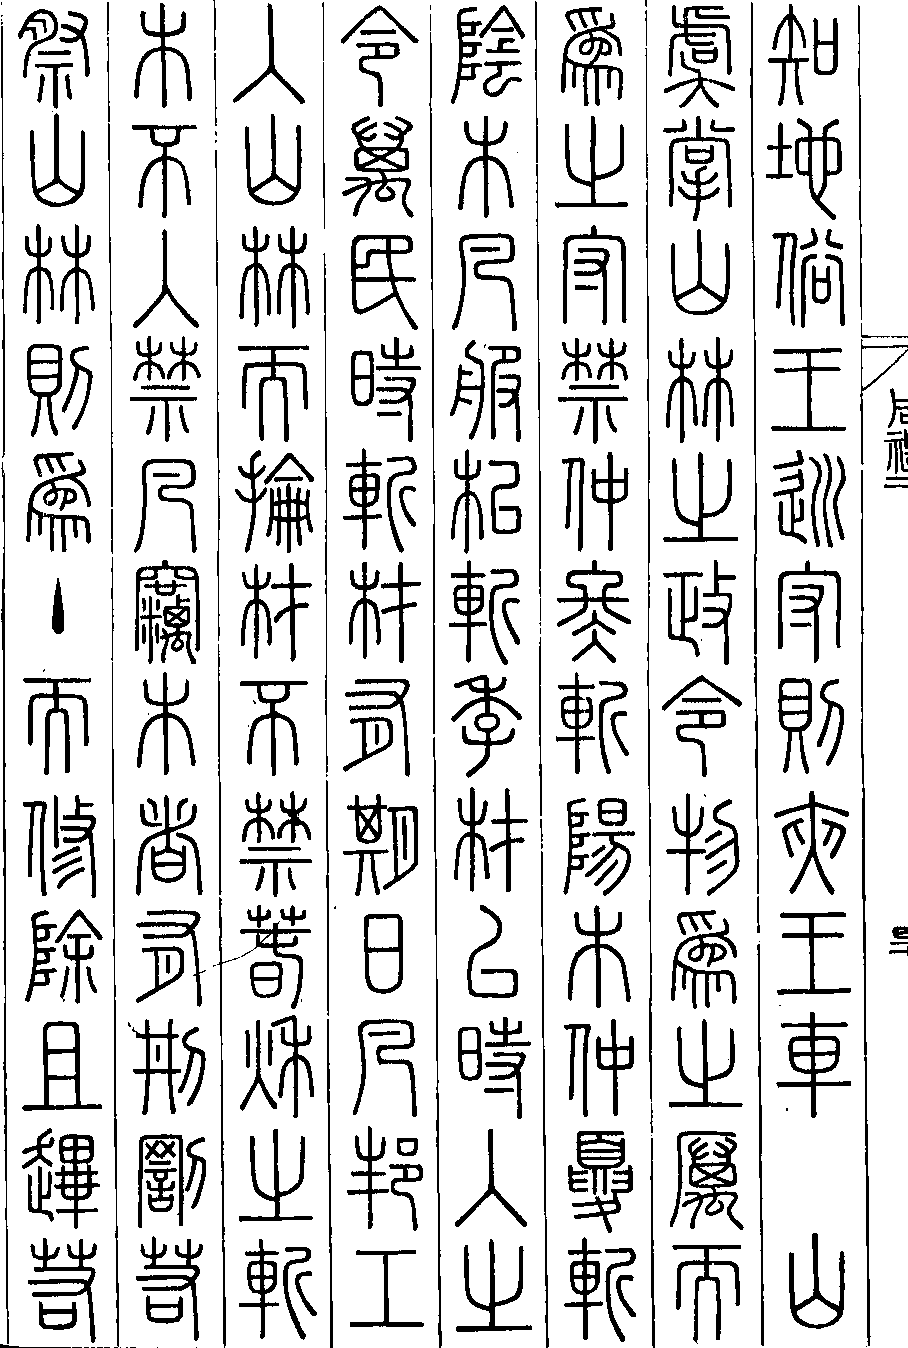 知地俗王巡守則夾王車　山
虞掌山林之政令物爲之厲而
爲之守禁仲冬斬陽木仲夏斬
陰木凡服耜斬季材以時入之
令萬民時斬材有期日凡邦工
入山林而掄材不禁春秋之斬
木不入禁凡竊木者有刑罰若
祭山林則爲主而修除且蹕若